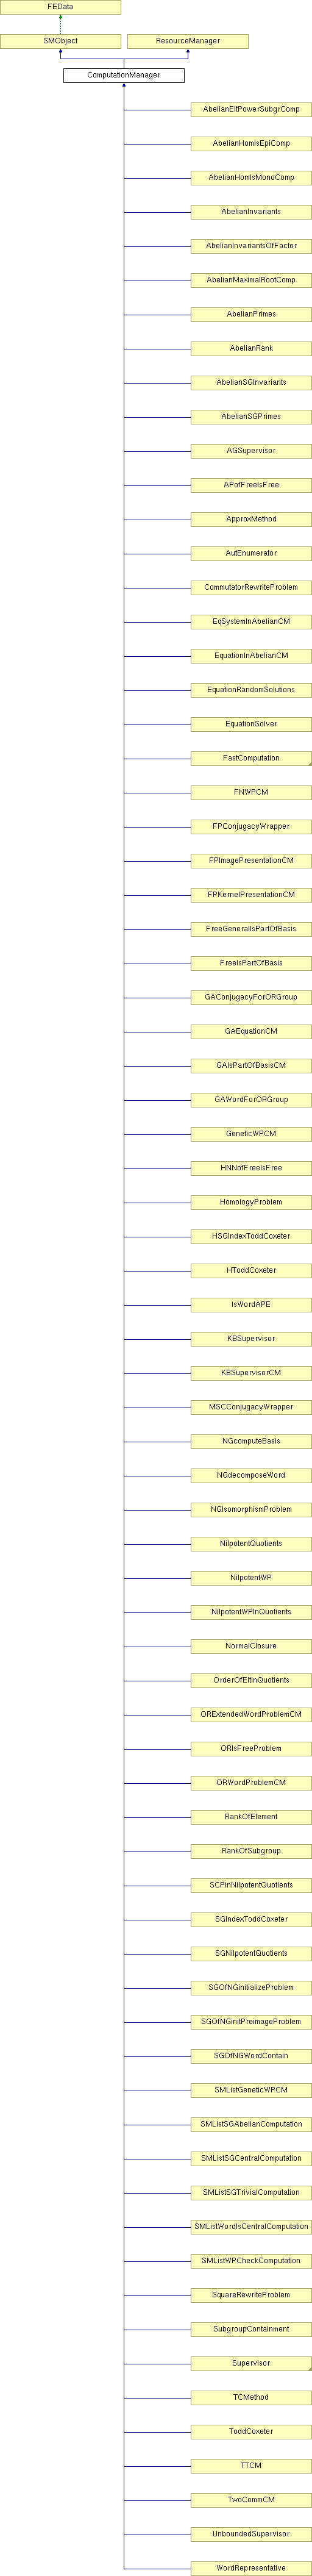 FEData
SMObject
ResourceManager
ComputationManager
AbelianEltPowerSubgrComp
AbelianHomIsEpiComp
AbelianHomIsMonoComp
AbelianInvariants
AbelianInvariantsOfFactor
AbelianMaximalRootComp
AbelianPrimes
AbelianRank
AbelianSGInvariants
AbelianSGPrimes
AGSupervisor
APofFreeIsFree
ApproxMethod
AutEnumerator
CommutatorRewriteProblem
EqSystemInAbelianCM
EquationInAbelianCM
EquationRandomSolutions
EquationSolver
FastComputation
FNWPCM
FPConjugacyWrapper
FPImagePresentationCM
FPKernelPresentationCM
FreeGeneralIsPartOfBasis
FreeIsPartOfBasis
GAConjugacyForORGroup
GAEquationCM
GAIsPartOfBasisCM
GAWordForORGroup
GeneticWPCM
HNNofFreeIsFree
HomologyProblem
HSGIndexToddCoxeter
HToddCoxeter
IsWordAPE
KBSupervisor
KBSupervisorCM
MSCConjugacyWrapper
NGcomputeBasis
NGdecomposeWord
NGIsomorphismProblem
NilpotentQuotients
NilpotentWP
NilpotentWPInQuotients
NormalClosure
OrderOfEltInQuotients
ORExtendedWordProblemCM
ORIsFreeProblem
ORWordProblemCM
RankOfElement
RankOfSubgroup
SCPinNilpotentQuotients
SGIndexToddCoxeter
SGNilpotentQuotients
SGOfNGinitializeProblem
SGOfNGinitPreimageProblem
SGOfNGWordContain
SMListGeneticWPCM
SMListSGAbelianComputation
SMListSGCentralComputation
SMListSGTrivialComputation
SMListWordIsCentralComputation
SMListWPCheckComputation
SquareRewriteProblem
SubgroupContainment
Supervisor
TCMethod
ToddCoxeter
TTCM
TwoCommCM
UnboundedSupervisor
WordRepresentative